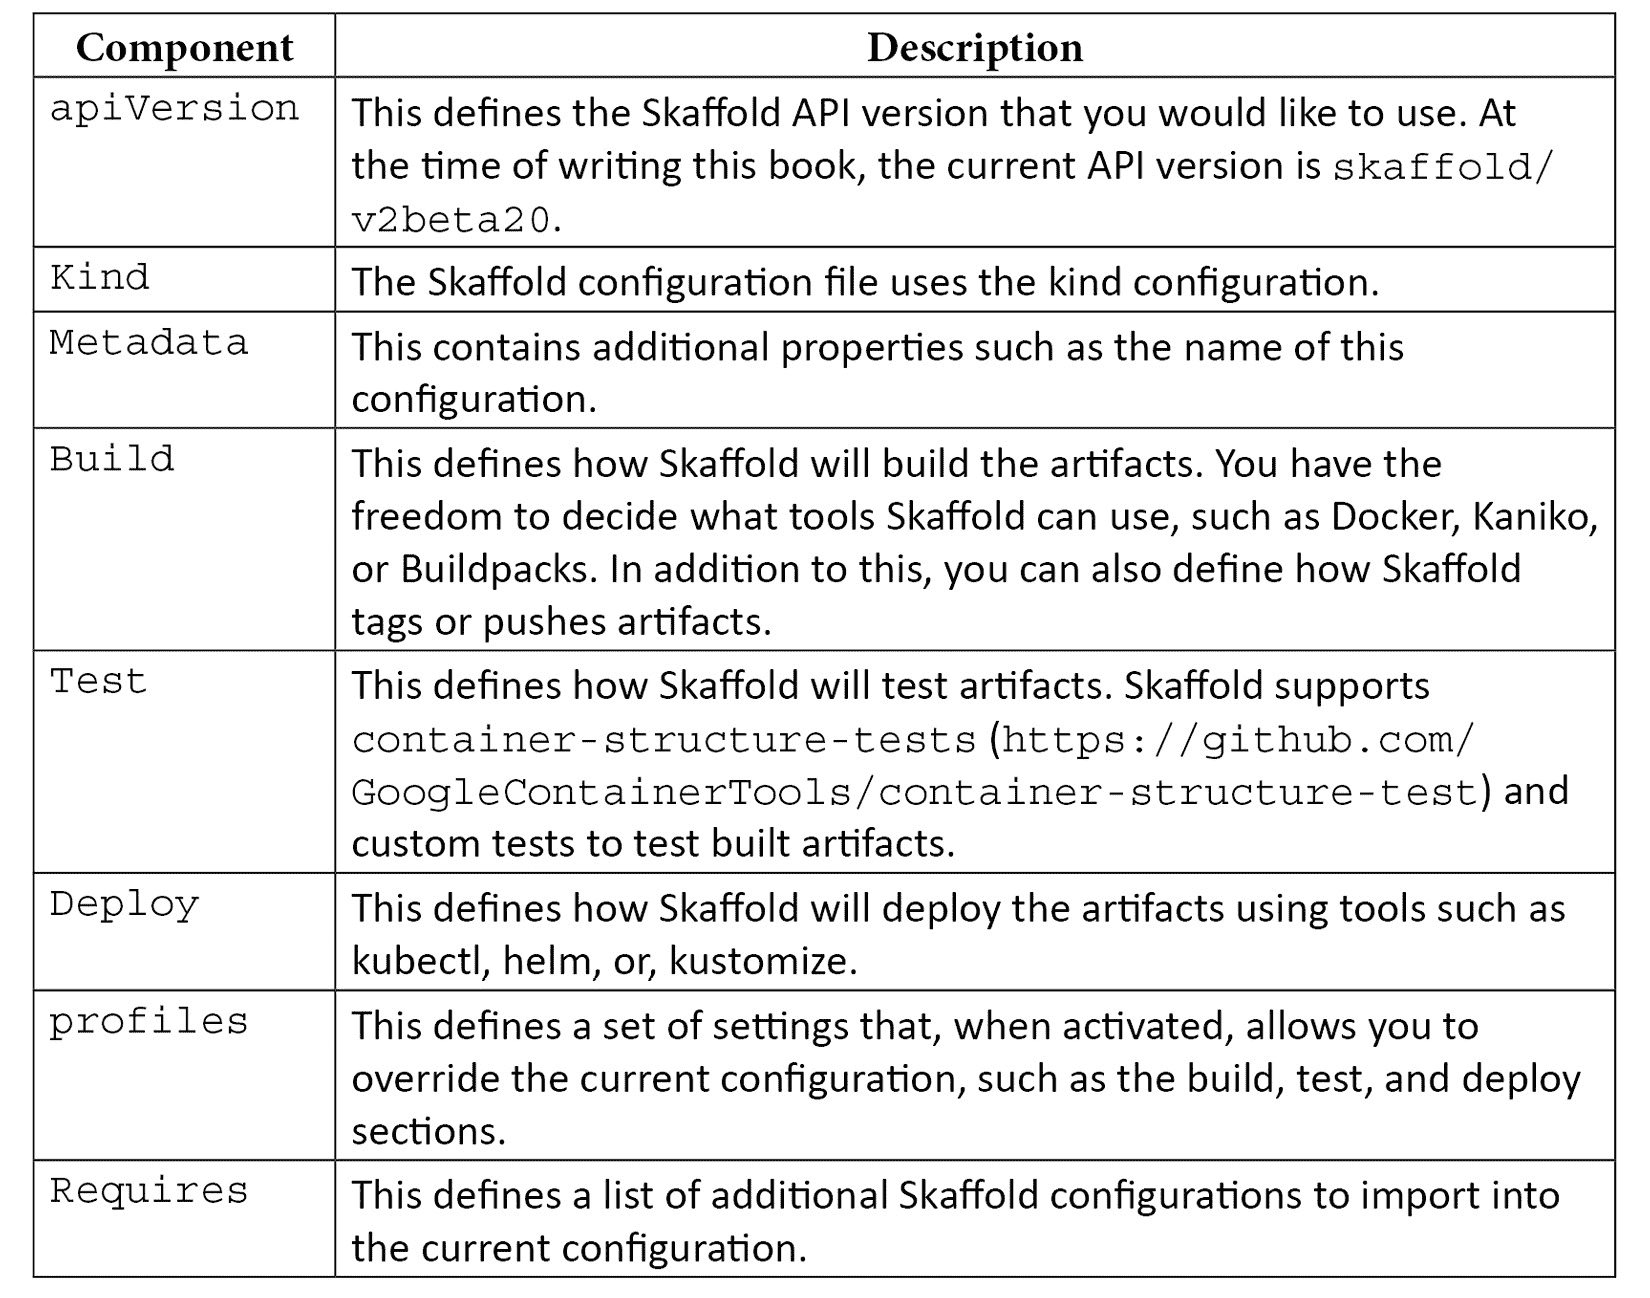 Component Description
apiVersion This defines the Skaffold API version that you would like to use. At
the time of writing this book, the current API version is skaffold/
v2beta20.
Kind The Skaffold configuration file uses the kind configuration.
Metadata This contains additional properties such as the name of this
configuration.
Build This defines how Skaffold will build the artifacts. You have the
freedom to decide what tools Skaffold can use, such as Docker, Kaniko,
or Buildpacks. In addition to this, you can also define how Skaffold
tags or pushes artifacts.
Test This defines how Skaffold will test artifacts. Skaffold supports
container-structure-tests (https://github.com/
GoogleContainerTools/container-structure-test) and
custom tests to test built artifacts.
Deploy This defines how Skaffold will deploy the artifacts using tools such as
kubectl, helm, or, kustomize.
profiles This defines a set of settings that, when activated, allows you to
override the current configuration, such as the build, test, and deploy
sections.
Requires This defines a list of additional Skaffold configurations to import into
the current configuration.